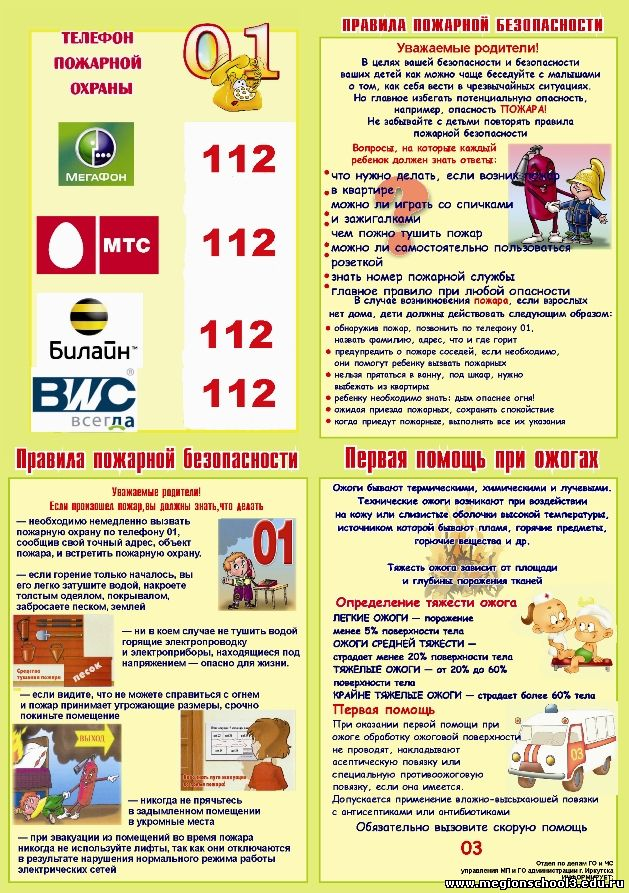 ТЕЛЕФОН
ПОЖАРНОЙ
ОХРАНЫ
01
МЕГАФОН
112
МТС
112
Билайн™
112
BWC®
всегда
112
ПРАВИЛА ПОЖАРНОЙ БЕЗОПАСНОСТИ
Уважаемые родители!
В целях вашей безопасности и безопасности
ваших детей как можно чаще беседуйте с малышами
о том, как себя вести в чрезвычайных ситуациях.
Но главное избегать потенциальную опасность,
например, опасность ПОЖАРА!
Не забывайте с детьми повторять правила
пожарной безопасности
Вопросы, на которые каждый
ребенок должен знать ответы:
• что нужно делать, если возник пожар
• в квартире
• можно ли играть со спичками
• и зажигалками
• чем можно тушить пожар
• можно ли самостоятельно пользоваться
• розеткой
• знать номер пожарной службы
• главное правило при любой опасности
?
В случае возникновения пожара, если взрослых
нет дома, дети должны действовать следующим образом:
• обнаружив пожар, позвонить по телефону 01,
назвать фамилию, адрес, что и где горит
• предупредить о пожаре соседей, если необходимо,
они помогут ребенку вызвать пожарных
• нельзя прятаться в ванну, под шкаф, нужно
выбежать из квартиры
• ребенку необходимо знать: дым опаснее огня!
• ожидая приезда пожарных, сохранять спокойствие
• когда приедут пожарные, выполнять все их указания
Правила пожарной безопасности
Уважаемые родители!
Если произошел пожар,вы должны знать,что делать
— необходимо немедленно вызвать
пожарную охрану по телефону 01,
сообщив свой точный адрес, объект
пожара, и встретить пожарную охрану.
01
— если горение только началось, вы
его легко затушите водой, накроете
толстым одеялом, покрывалом,
забросаете песком, землей
Средства
тушения пожара
песок
— ни в коем случае не тушить водой
горящие электропроводку
и электроприборы, находящиеся под
напряжением — опасно для жизни.
— если видите, что не можете справиться с огнем
и пожар принимает угрожающие размеры, срочно
покиньте помещение
ВЫХОД
— никогда не прячьтесь
в задымленном помещении
в укромные места
— при эвакуации из помещений во время пожара
никогда не используйте лифты, так как они отключаются
в результате нарушения нормального режима работы
электрических сетей
Первая помощь при ожогах
Ожоги бывают термическими, химическими и лучевыми.
Технические ожоги возникают при воздействии
на кожу или слизистые оболочки высокой температуры,
источником которой бывают пламя, горячие предметы,
горючие вещества и др.
Тяжесть ожога зависит от площади
и глубины поражения тканей
Определение тяжести ожога
ЛЕГКИЕ ОЖОГИ — поражение
менее 5% поверхности тела
ОЖОГИ СРЕДНЕЙ ТЯЖЕСТИ —
страдает менее 20% поверхности тела
ТЯЖЕЛЫЕ ОЖОГИ — от 20% до 60%
поверхности тела
КРАЙНЕ ТЯЖЕЛЫЕ ОЖОГИ — страдает более 60% тела
Первая помощь
При оказании первой помощи при
ожоге обработку ожоговой поверхности
не проводят, накладывают
асептическую повязку или
специальную противоожоговую
повязку, если она имеется.
03
Допускается применение влажно-высыхающей повязки
с антисептиками или антибиотиками
Обязательно вызовите скорую помощь
03
Отдел по делам ГО и ЧС
управления МП и ГО администрации г. Иркутска
ИНФОРМИРУЕТ:
www.megionschool3.edu.ru